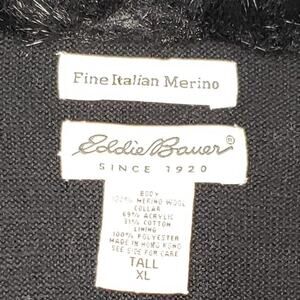 Fine Italian Merino
Eddie Bauer®
SINCE 1920
BODY
100% MERINO WOOL
COLLAR
69% ACRYLIC
31% COTTON
LINING
100% POLYESTER
MADE IN HONG KONG
SEE SIDE FOR CARE
TALL
XL